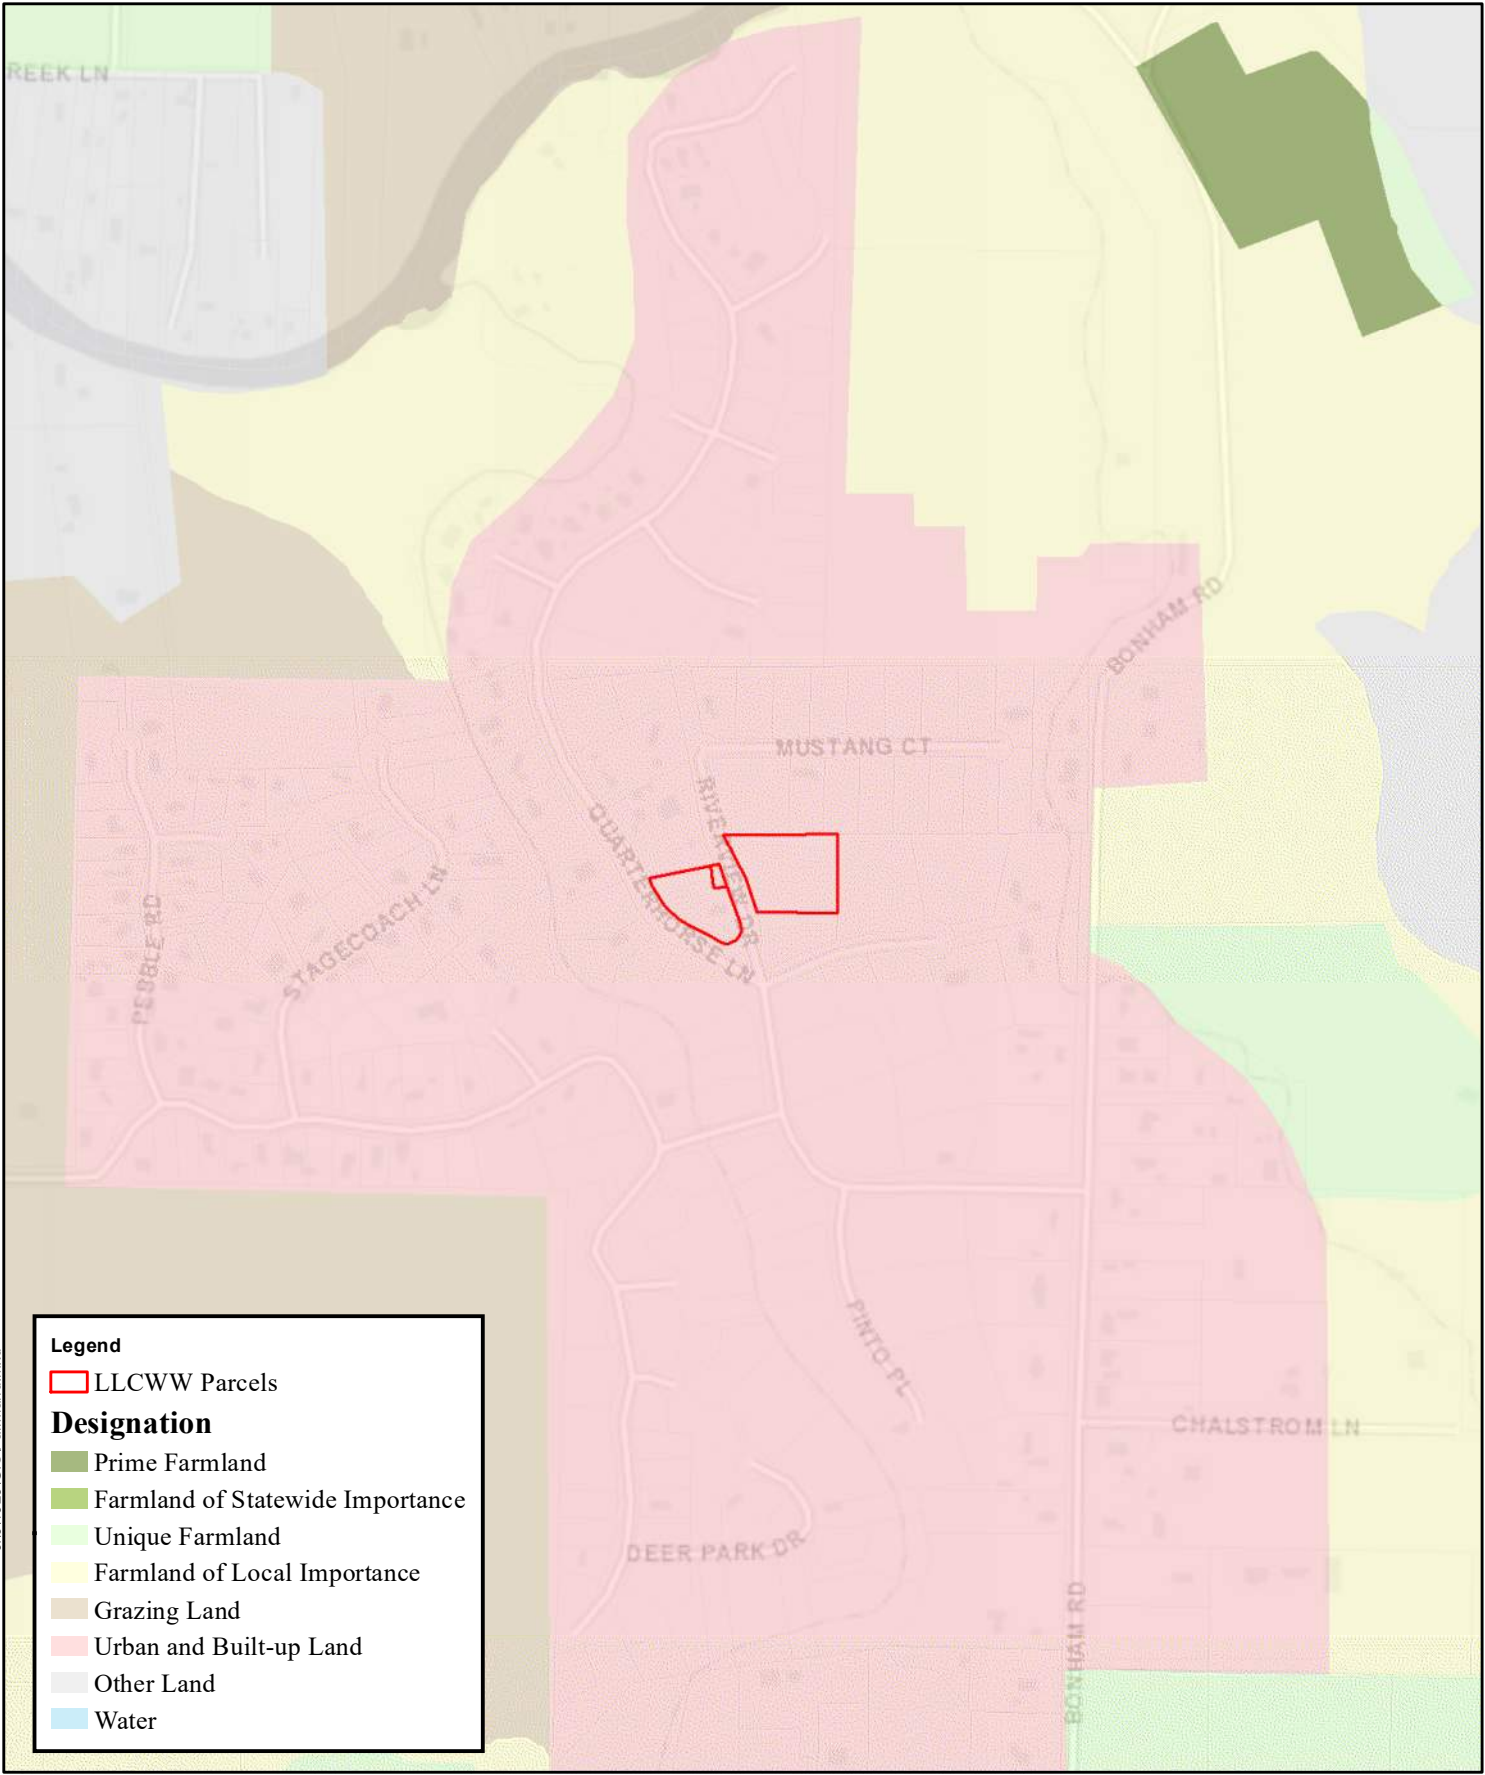 REEK LN
BONHAM RD
MUSTANG CT
RIVERVIEW DR
QUARTERHORSE LN
STAGECOACH LN
PEBBLE RD
PINTO PL
CHALSTROM LN
DEER PARK DR
BONHAM RD
Legend
LLCWW Parcels
Designation
Prime Farmland
Farmland of Statewide Importance
Unique Farmland
Farmland of Local Importance
Grazing Land
Urban and Built-up Land
Other Land
Water